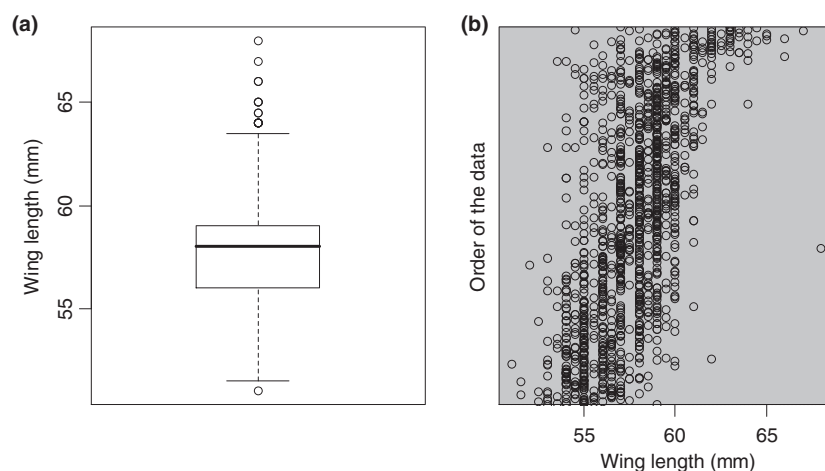 (a)
Wing length (mm)
65
60
55
(b)
Order of the data
55 60 65
Wing length (mm)